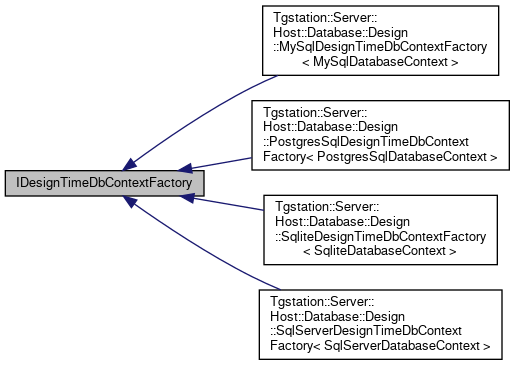 Tgstation::Server::
Host::Database::Design
::MySqlDesignTimeDbContextFactory
< MySqlDatabaseContext >
Tgstation::Server::
Host::Database::Design
::PostgresSqlDesignTimeDbContext
Factory< PostgresSqlDatabaseContext >
IDesignTimeDbContextFactory
Tgstation::Server::
Host::Database::Design
::SqliteDesignTimeDbContextFactory
< SqliteDatabaseContext >
Tgstation::Server::
Host::Database::Design
::SqlServerDesignTimeDbContext
Factory< SqlServerDatabaseContext >